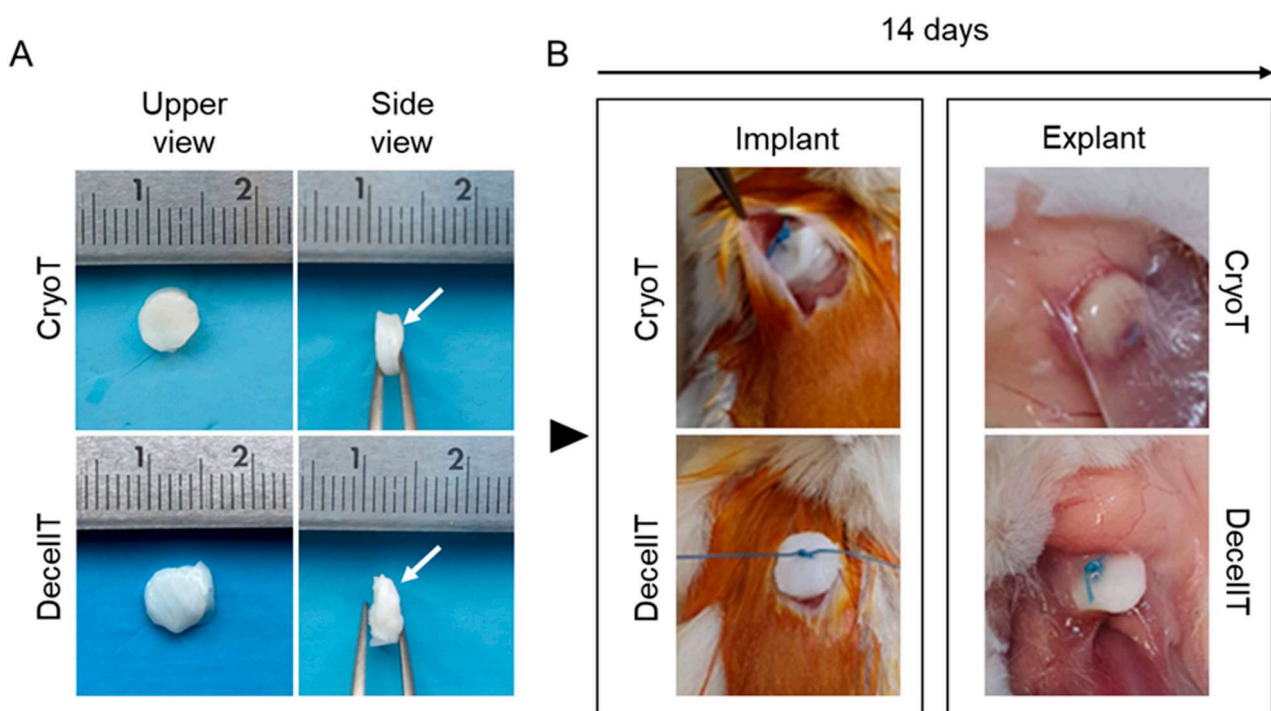 14 days
A
B
Upper
view
Side
view
Implant
Explant
1 2
1 2
CryoT
CryoT
CryoT
1 2
1 2
DecellT
DecellT
DecellT